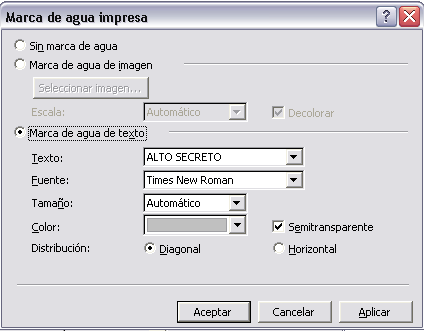 Marca de agua impresa
Sin marca de agua
Marca de agua de imagen
Seleccionar imagen...
Escala: Automático Decolorar
Marca de agua de texto
Texto: ALTO SECRETO
Fuente: Times New Roman
Tamaño: Automático
Color: Semitransparente
Distribución: Diagonal Horizontal
Aceptar Cancelar Aplicar